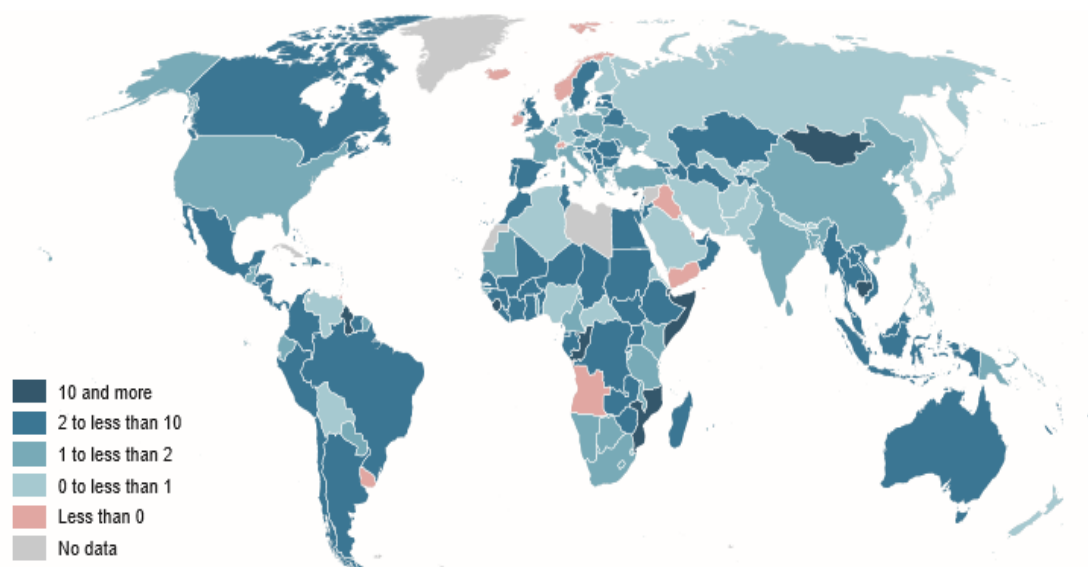 10 and more
2 to less than 10
1 to less than 2
0 to less than 1
Less than 0
No data